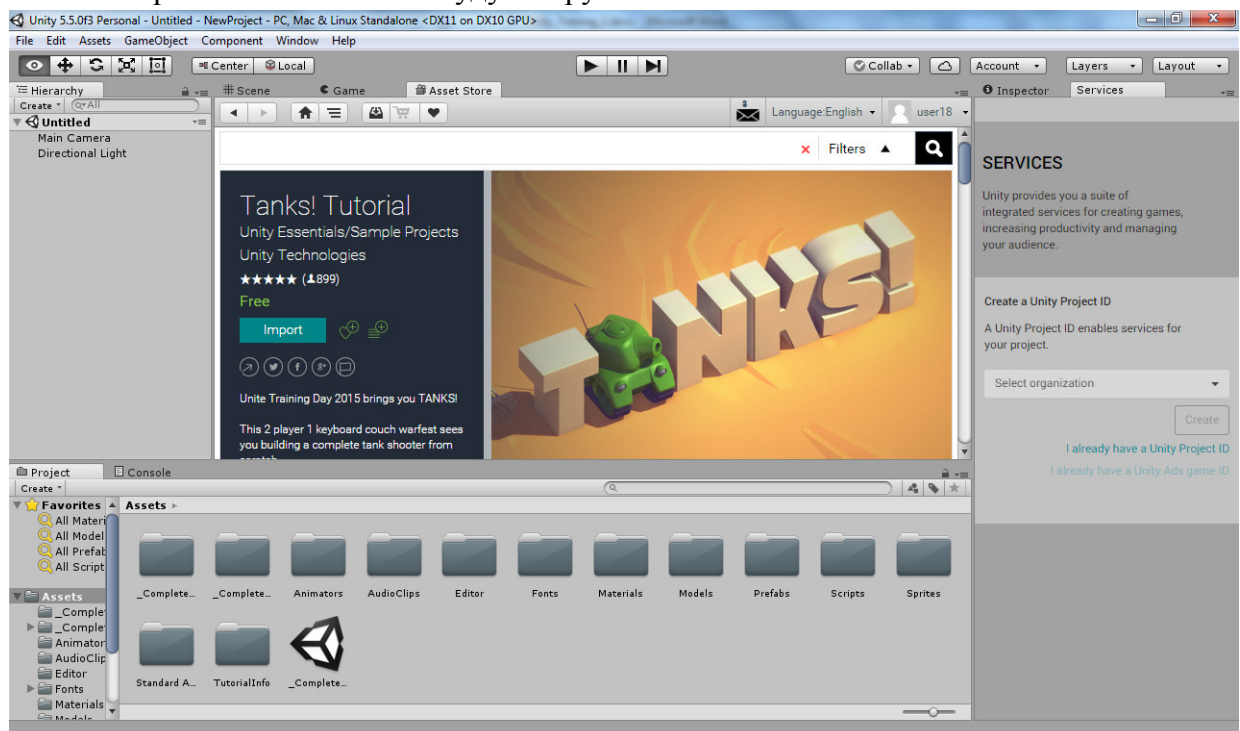 Unity 5.5.0f3 Personal - Untitled - NewProject - PC, Mac & Linux Standalone <DX11 on DX10 GPU>
File Edit Assets GameObject Component Window Help
Center Local Collab Account Layers Layout
Hierarchy
Create All
Untitled
Main Camera
Directional Light
Scene Game Asset Store
Language:English user18
Filters
Tanks! Tutorial
Unity Essentials/Sample Projects
Unity Technologies
★★★★★ (899)
Free
Import
Unite Training Day 2015 brings you TANKS!
This 2 player 1 keyboard couch warfest sees
you building a complete tank shooter from
TANKS!
Inspector Services
SERVICES
Unity provides you a suite of
integrated services for creating games,
increasing productivity and managing
your audience.
Create a Unity Project ID
A Unity Project ID enables services for
your project.
Select organization
Create
I already have a Unity Project ID
I already have a Unity Ads game ID
Project Console
Create
Favorites
All Materi
All Model
All Prefab
All Script
Assets
_Comple
_Comple
Animator
AudioClip
Editor
Fonts
Materials
Models
Assets
_Complete... _Complete... Animators AudioClips Editor Fonts Materials Models Prefabs Scripts Sprites
Standard A... TutorialInfo _Complete...